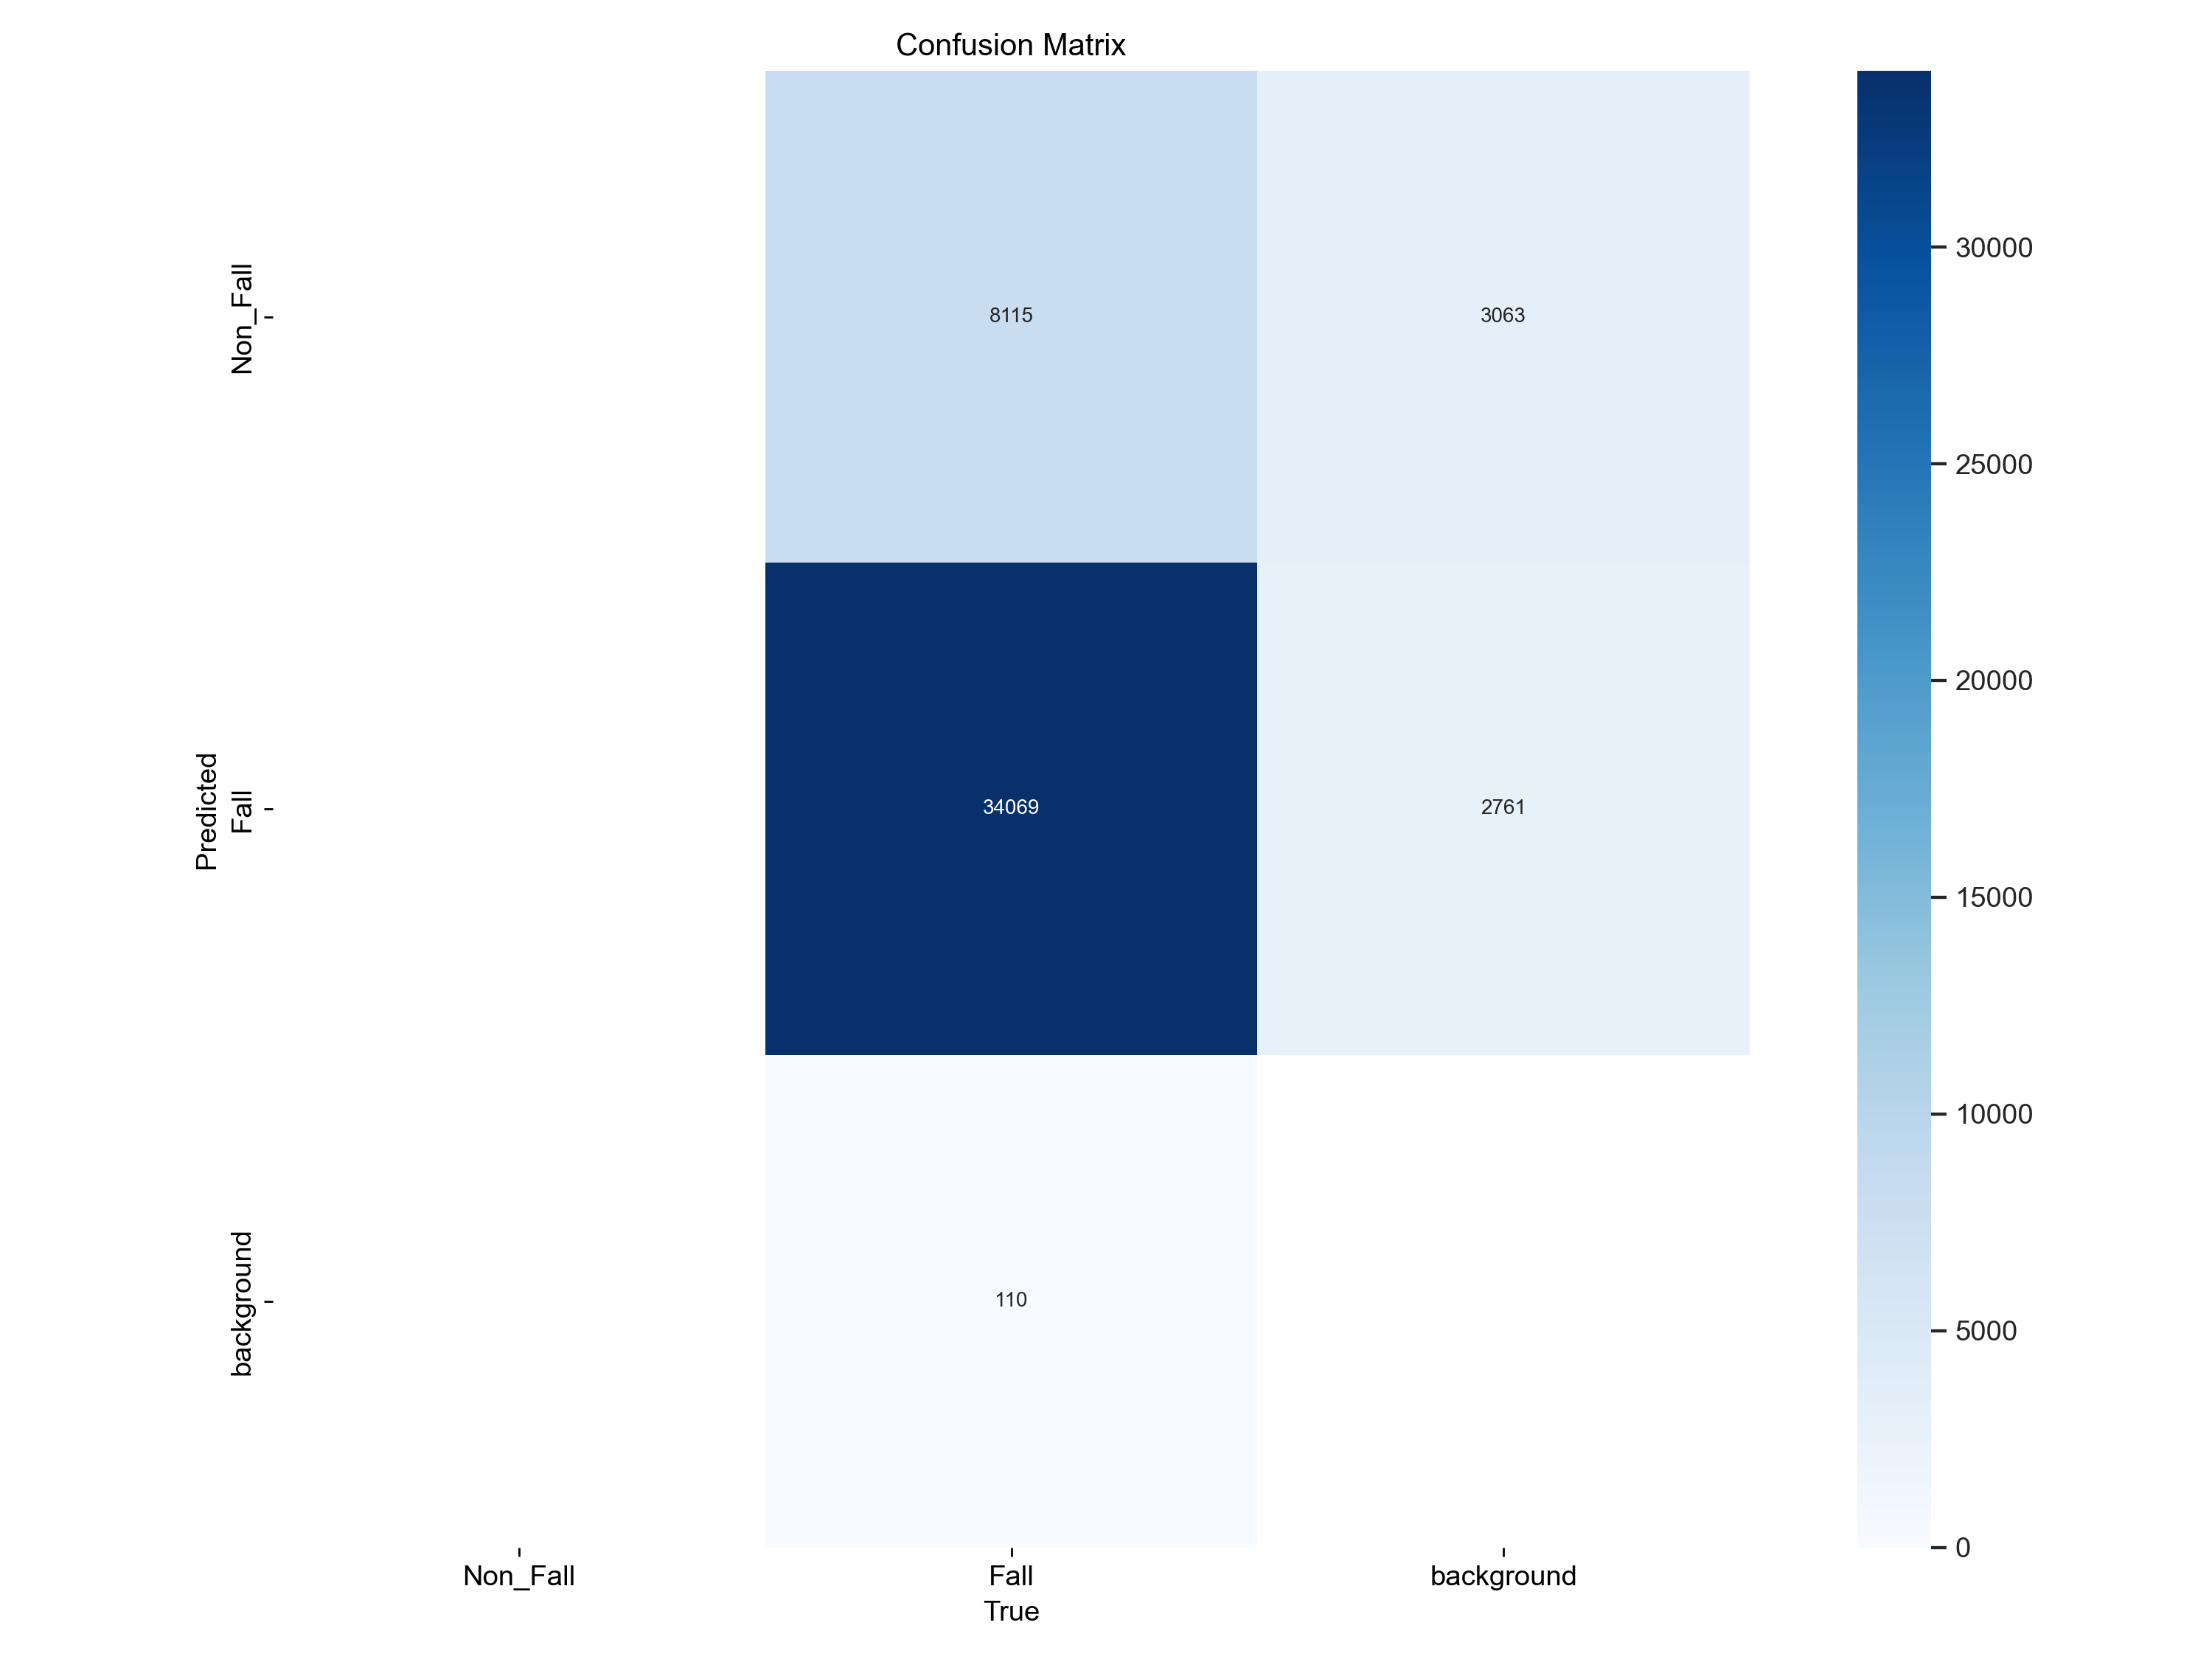 Confusion Matrix
Predicted
Non_Fall
Fall
background
8115
3063
34069
2761
110
Non_Fall
Fall
background
True
30000
25000
20000
15000
10000
5000
0